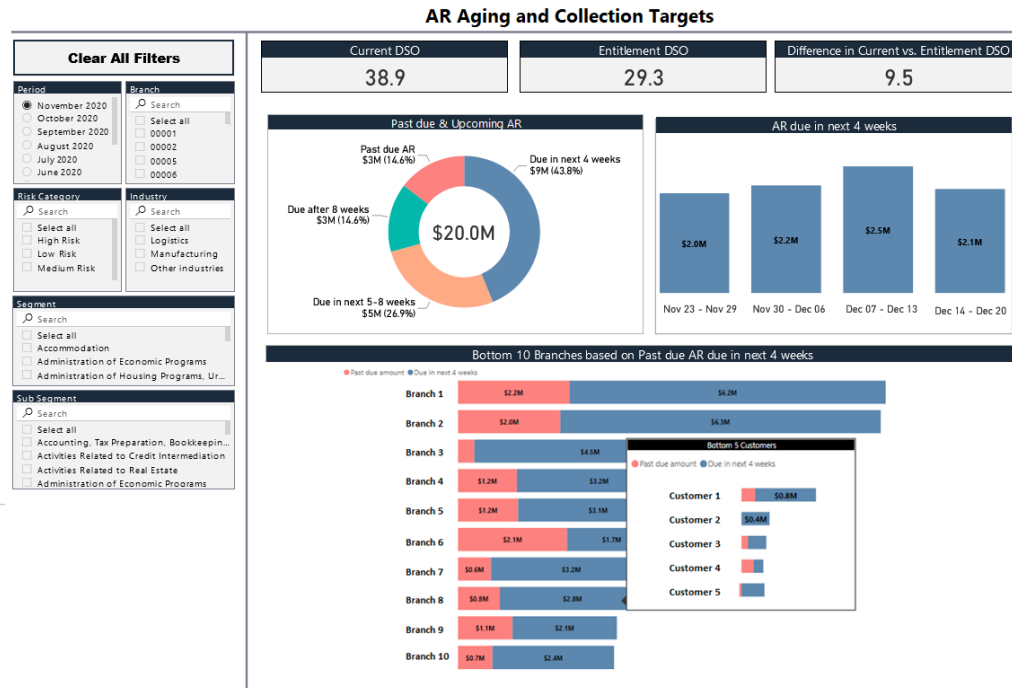 AR Aging and Collection Targets
Clear All Filters
Period
November 2020
October 2020
September 2020
August 2020
July 2020
June 2020
Branch
Search
Select all
00001
00002
00005
00006
Risk Category
Search
Select all
High Risk
Low Risk
Medium Risk
Industry
Search
Select all
Logistics
Manufacturing
Other industries
Segment
Search
Select all
Accommodation
Administration of Economic Programs
Administration of Housing Programs, Ur...
Sub Segment
Search
Select all
Accounting, Tax Preparation, Bookkeepin...
Activities Related to Credit Intermediation
Activities Related to Real Estate
Administration of Economic Programs
Current DSO
38.9
Entitlement DSO
29.3
Difference in Current vs. Entitlement DSO
9.5
Past due & Upcoming AR
Past due AR
$3M (14.6%)
Due in next 4 weeks
$9M (43.8%)
Due after 8 weeks
$3M (14.6%)
$20.0M
Due in next 5-8 weeks
$5M (26.9%)
AR due in next 4 weeks
$2.0M
$2.2M
$2.5M
$2.1M
Nov 23 - Nov 29
Nov 30 - Dec 06
Dec 07 - Dec 13
Dec 14 - Dec 20
Bottom 10 Branches based on Past due AR due in next 4 weeks
Past due amount Due in next 4 weeks
Branch 1 $2.2M $6.2M
Branch 2 $2.0M $6.3M
Branch 3 $4.5M
Branch 4 $1.2M $3.2M
Branch 5 $1.2M $3.1M
Branch 6 $2.1M $1.7M
Branch 7 $0.6M $3.2M
Branch 8 $0.8M $2.8M
Branch 9 $1.1M $2.1M
Branch 10 $0.7M $2.4M
Bottom 5 Customers
Past due amount Due in next 4 weeks
Customer 1 $0.8M
Customer 2 $0.4M
Customer 3
Customer 4
Customer 5